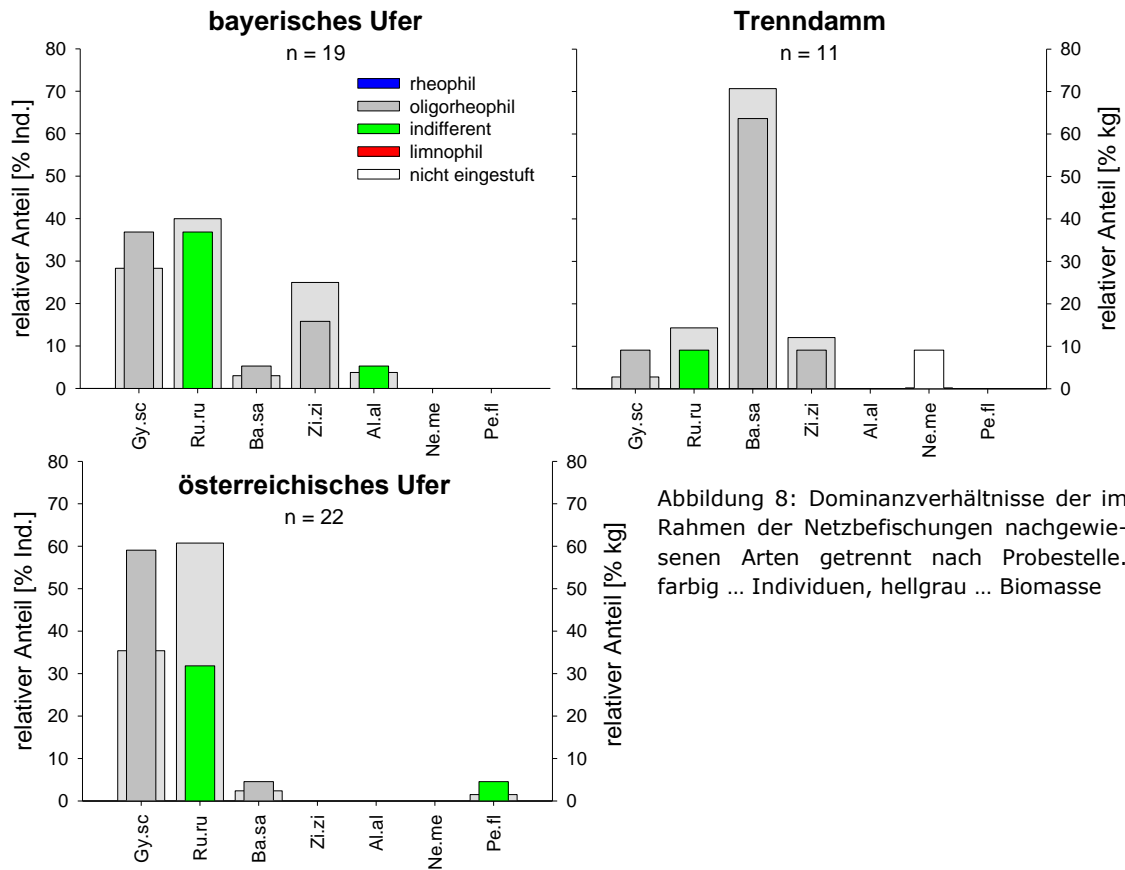 bayerisches Ufer
n = 19
rheophil
oligorheophil
indifferent
limnophil
nicht eingestuft
relativer Anteil [% Ind.]
80
70
60
50
40
30
20
10
0
Gy.sc
Ru.ru
Ba.sa
Zi.zi
Al.al
Ne.me
Pe.fl
Trenndamm
n = 11
80
70
60
50
40
30
20
10
0
relativer Anteil [% kg]
Gy.sc
Ru.ru
Ba.sa
Zi.zi
Al.al
Ne.me
Pe.fl
österreichisches Ufer
n = 22
relativer Anteil [% Ind.]
80
70
60
50
40
30
20
10
0
80
70
60
50
40
30
20
10
0
relativer Anteil [% kg]
Gy.sc
Ru.ru
Ba.sa
Zi.zi
Al.al
Ne.me
Pe.fl
Abbildung 8: Dominanzverhältnisse der im
Rahmen der Netzbefischungen nachgewie-
senen Arten getrennt nach Probestelle.
farbig ... Individuen, hellgrau ... Biomasse